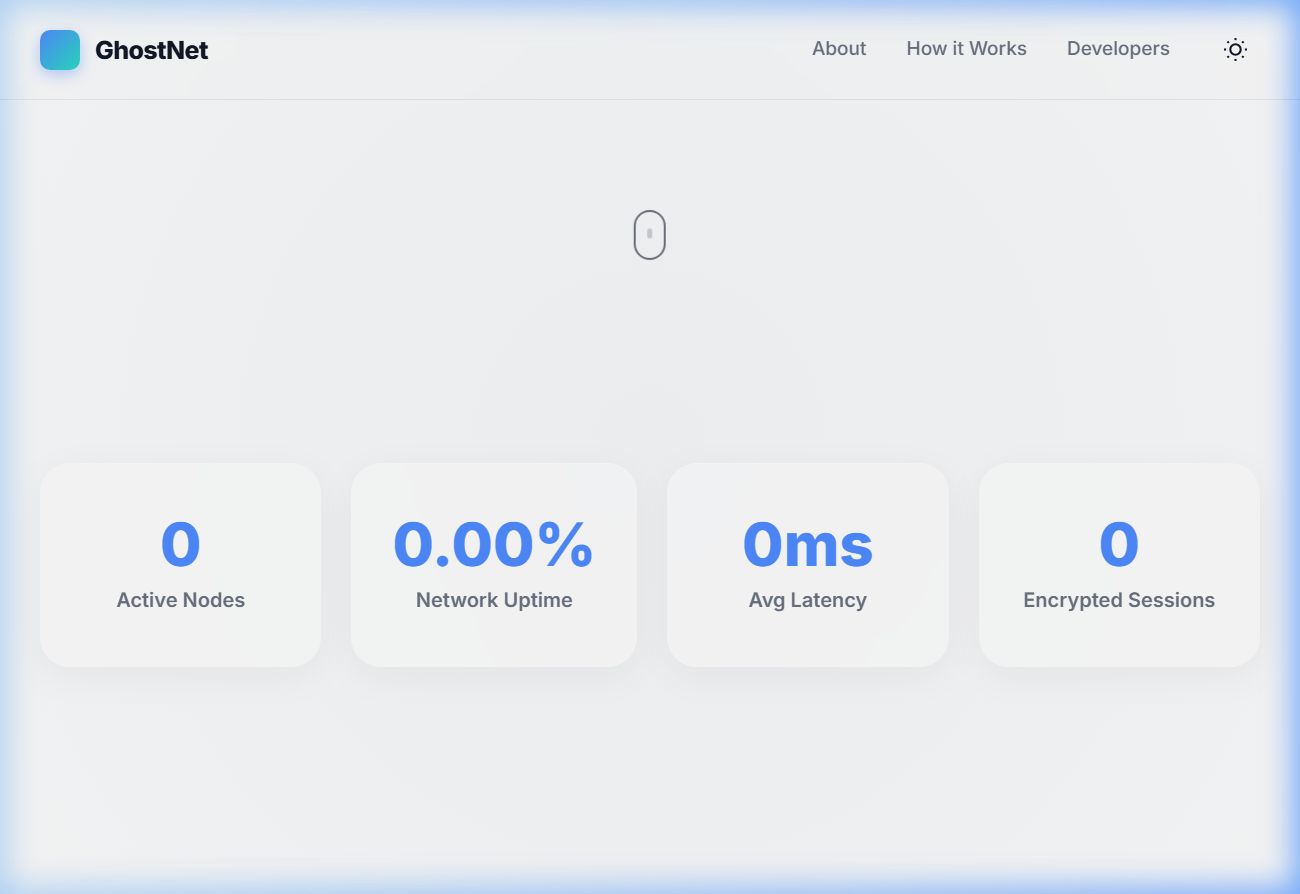 GhostNet
About
How it Works
Developers
0
Active Nodes
0.00%
Network Uptime
0ms
Avg Latency
0
Encrypted Sessions